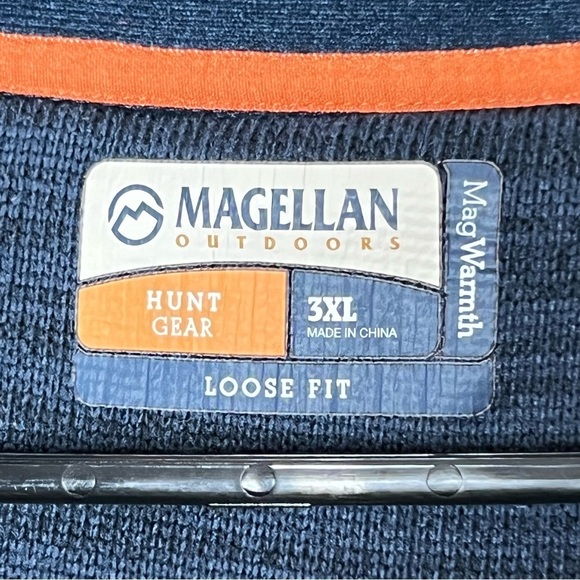 MAGELLAN
OUTDOORS
HUNT
GEAR
3XL
MADE IN CHINA
MagWarmth
LOOSE FIT